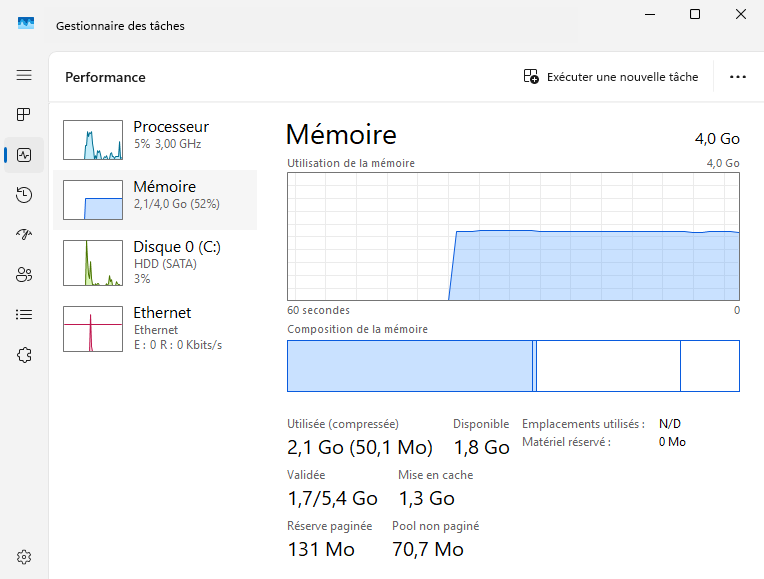 Gestionnaire des tâches
Performance
Exécuter une nouvelle tâche
Processeur
5% 3,00 GHz
Mémoire
2,1/4,0 Go (52%)
Disque 0 (C:)
HDD (SATA)
3%
Ethernet
Ethernet
E : 0 R : 0 Kbits/s
Mémoire
4,0 Go
Utilisation de la mémoire
4,0 Go
60 secondes
0
Composition de la mémoire
Utilisée (compressée)
2,1 Go (50,1 Mo)
Disponible
1,8 Go
Emplacements utilisés :
N/D
Matériel réservé :
0 Mo
Validée
1,7/5,4 Go
Mise en cache
1,3 Go
Réserve paginée
131 Mo
Pool non paginé
70,7 Mo